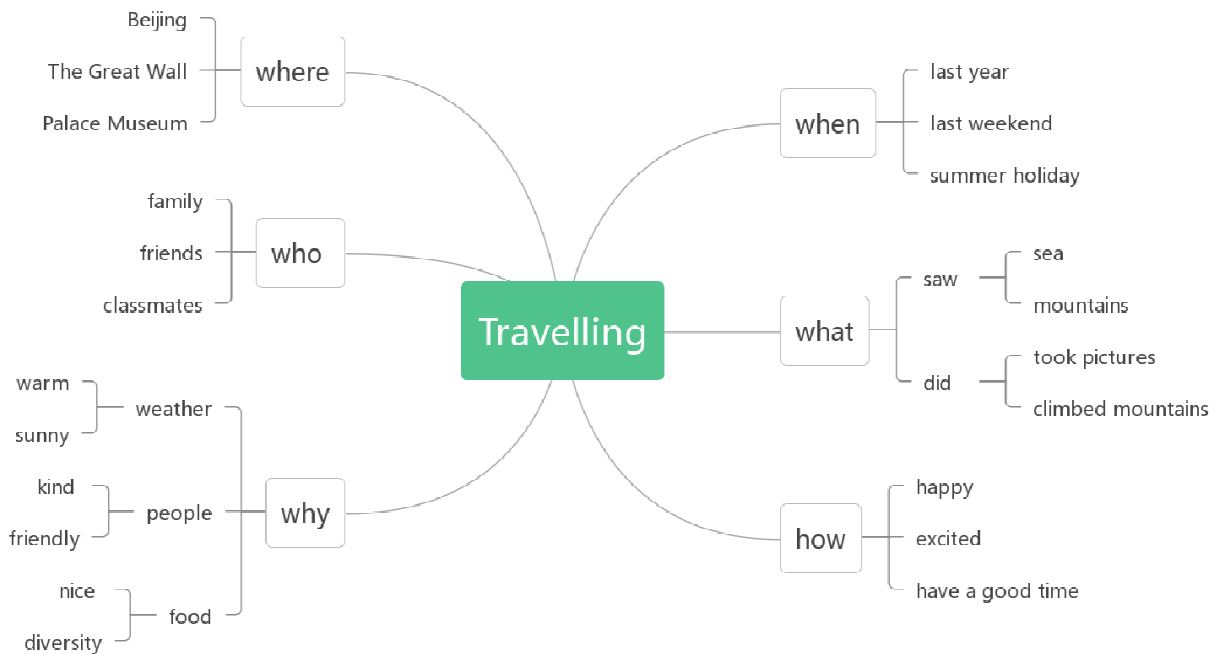 Travelling
where
Beijing
The Great Wall
Palace Museum
who
family
friends
classmates
why
weather
warm
sunny
people
kind
friendly
food
nice
diversity
when
last year
last weekend
summer holiday
what
saw
sea
mountains
did
took pictures
climbed mountains
how
happy
excited
have a good time